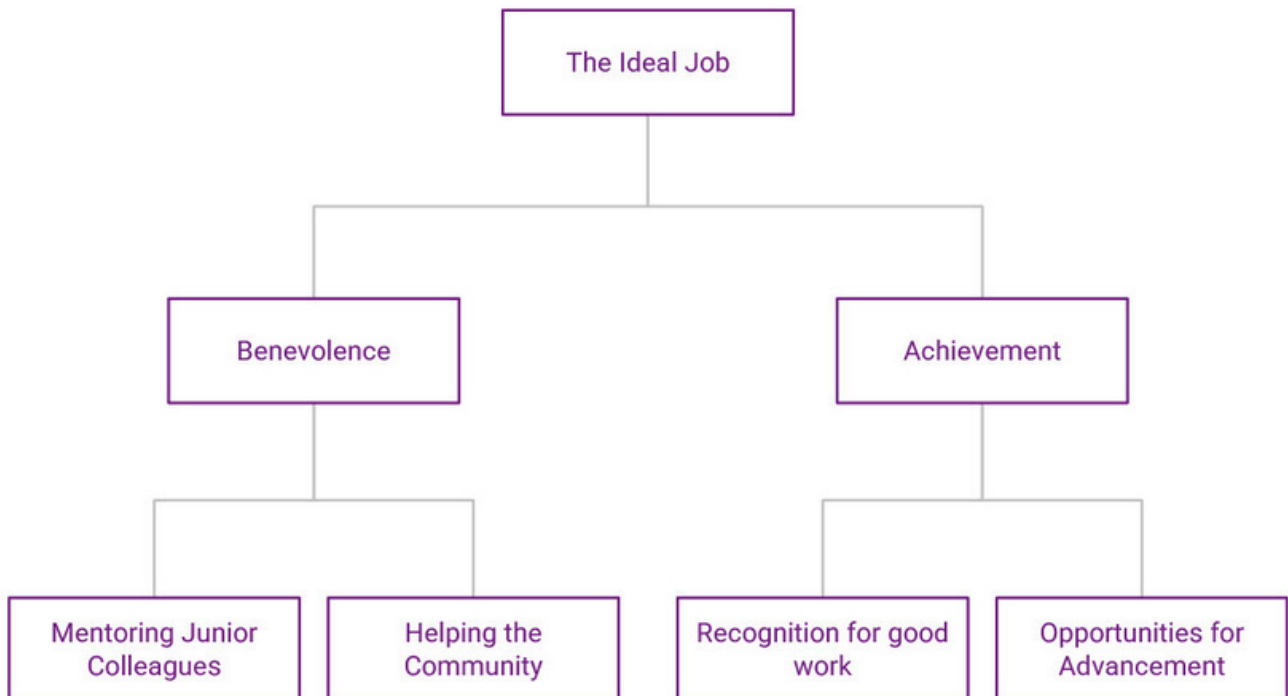 The Ideal Job
Benevolence
Achievement
Mentoring Junior
Colleagues
Helping the
Community
Recognition for good
work
Opportunities for
Advancement